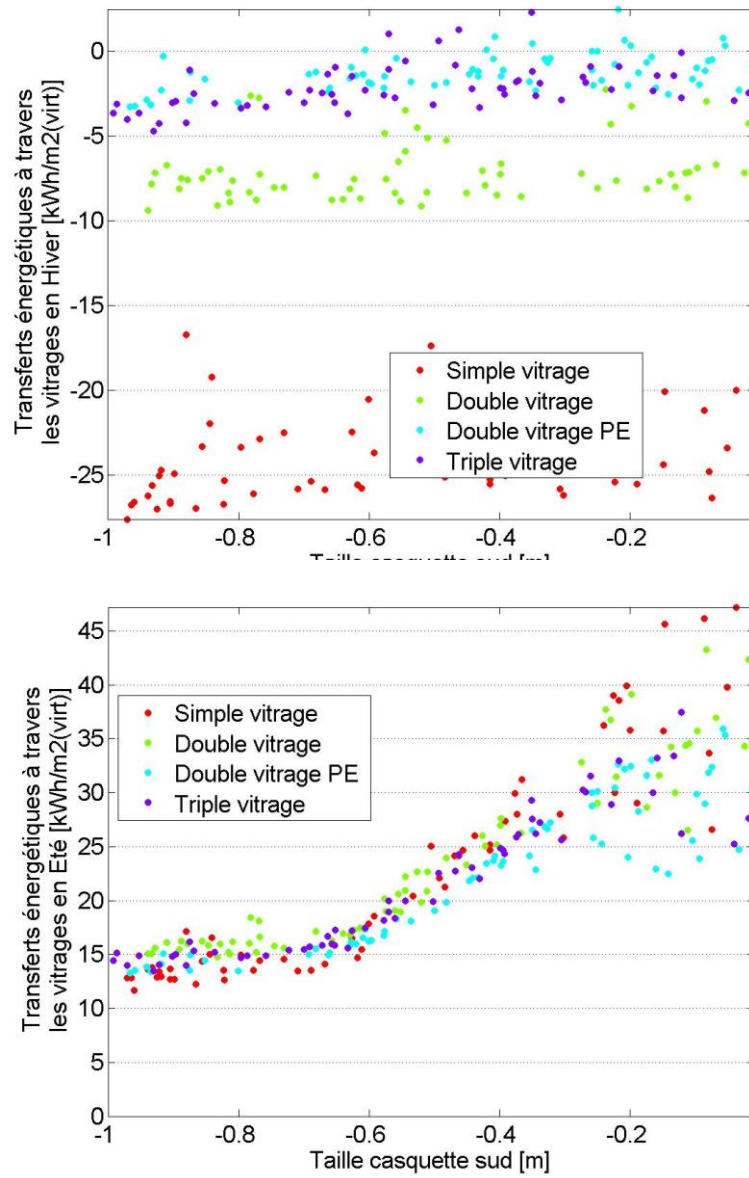 Transferts énergétiques à travers
les vitrages en Hiver [kWh/m2(virt)]
0
-5
-10
-15
-20
-25
Simple vitrage
Double vitrage
Double vitrage PE
Triple vitrage
-1
-0.8
-0.6
-0.4
-0.2
Taille casquette sud [m]
Transferts énergétiques à travers
les vitrages en Eté [kWh/m2(virt)]
45
40
35
30
25
20
15
10
5
0
Simple vitrage
Double vitrage
Double vitrage PE
Triple vitrage
-1
-0.8
-0.6
-0.4
-0.2
Taille casquette sud [m]